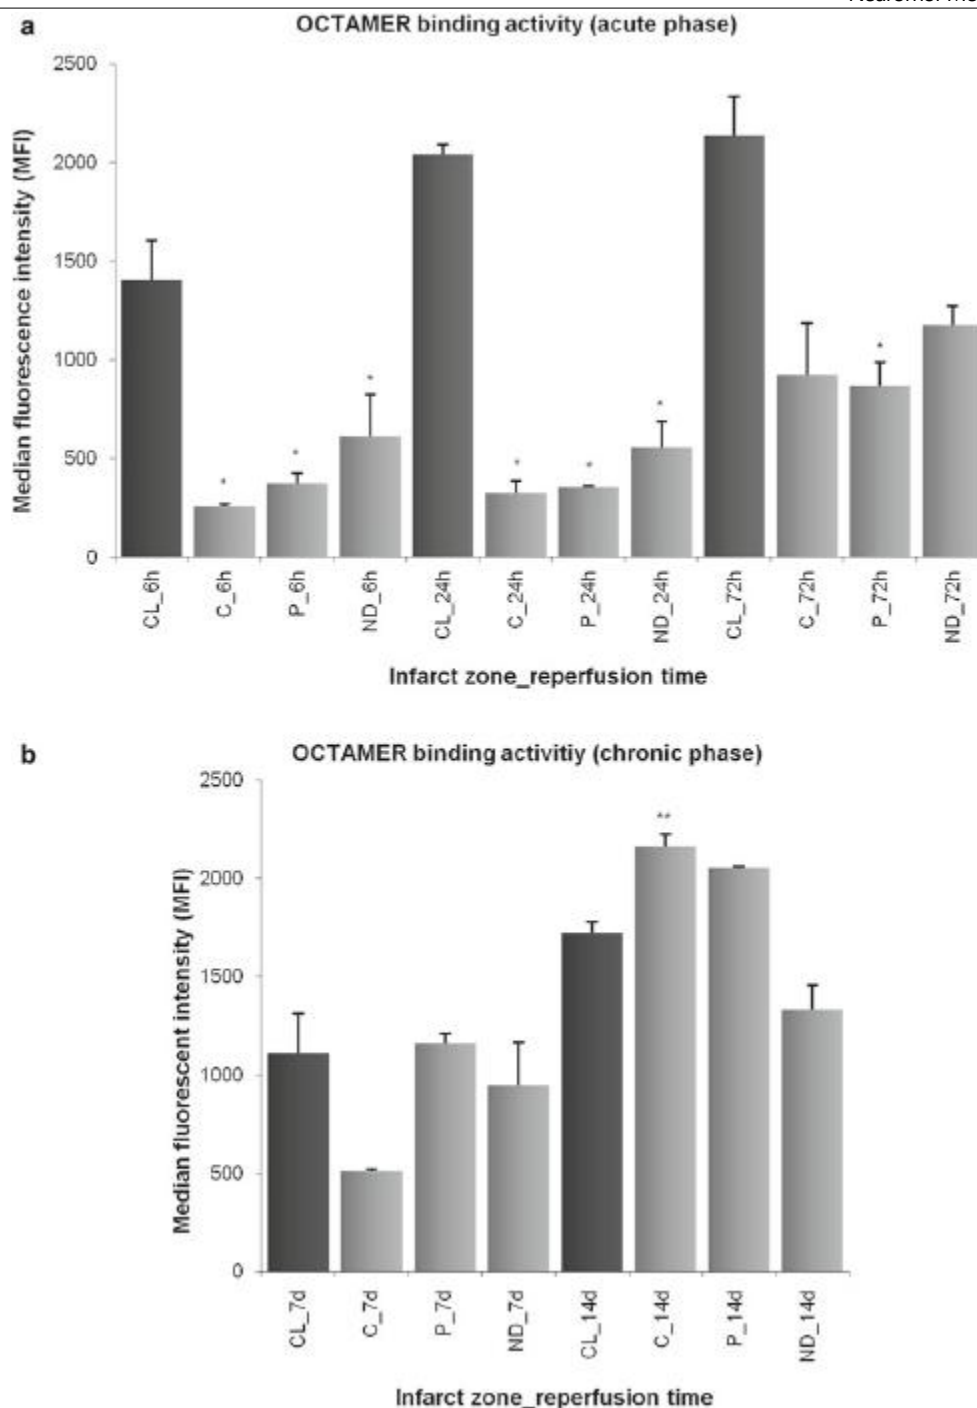 a
OCTAMER binding activity (acute phase)
Median fluorescence intensity (MFI)
2500
2000
1500
1000
500
0
*
*
*
*
*
*
*
CL_6h
C_6h
P_6h
ND_6h
CL_24h
C_24h
P_24h
ND_24h
CL_72h
C_72h
P_72h
ND_72h
Infarct zone_reperfusion time
b
OCTAMER binding activitiy (chronic phase)
Median fluorescent intensity (MFI)
2500
2000
1500
1000
500
0
**
CL_7d
C_7d
P_7d
ND_7d
CL_14d
C_14d
P_14d
ND_14d
Infarct zone_reperfusion time